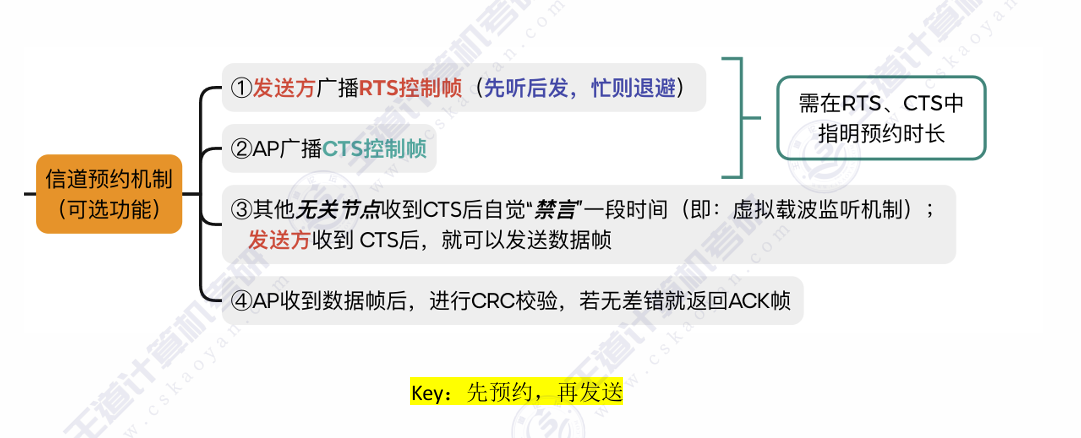 信道预约机制
（可选功能）
①发送方广播RTS控制帧（先听后发，忙则退避）
②AP广播CTS控制帧
需在RTS、CTS中
指明预约时长
③其他无关节点收到CTS后自觉“禁言”一段时间（即：虚拟载波监听机制）；
发送方收到 CTS后，就可以发送数据帧
④AP收到数据帧后，进行CRC校验，若无差错就返回ACK帧
Key：先预约，再发送
王道计算机考研
www.cskaoyan.com